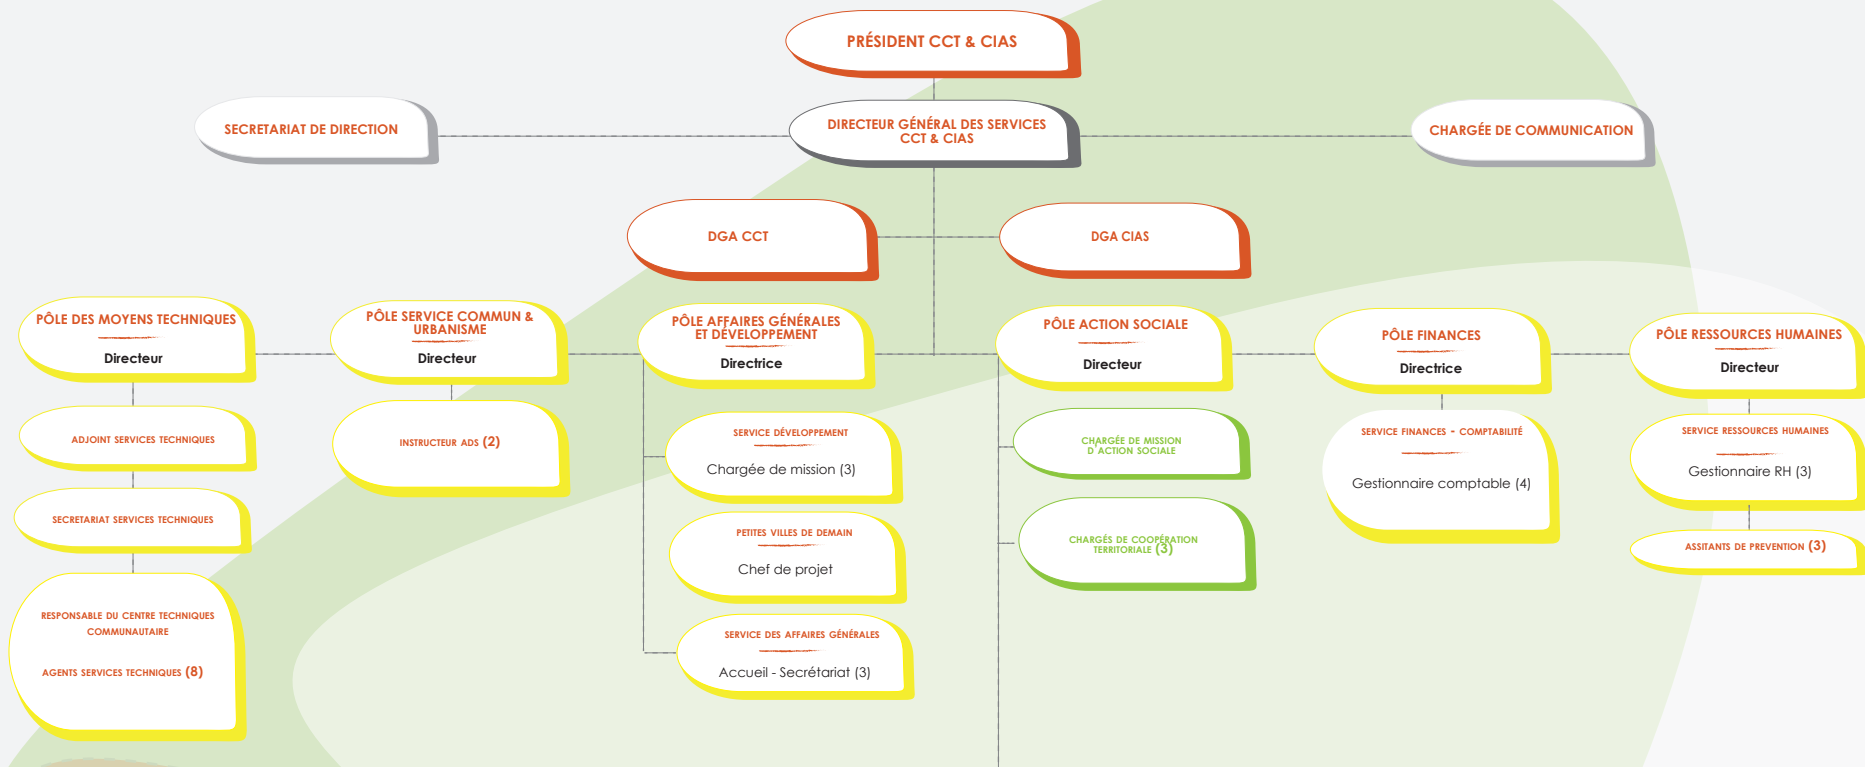 PRÉSIDENT CCT & CIAS
SECRETARIAT DE DIRECTION
DIRECTEUR GÉNÉRAL DES SERVICES
CCT & CIAS
CHARGÉE DE COMMUNICATION
DGA CCT
DGA CIAS
PÔLE DES MOYENS TECHNIQUES
Directeur
PÔLE SERVICE COMMUN &
URBANISME
Directeur
PÔLE AFFAIRES GÉNÉRALES
ET DÉVELOPPEMENT
Directrice
PÔLE ACTION SOCIALE
Directeur
PÔLE FINANCES
Directrice
PÔLE RESSOURCES HUMAINES
Directeur
ADJOINT SERVICES TECHNIQUES
SECRETARIAT SERVICES TECHNIQUES
RESPONSABLE DU CENTRE TECHNIQUES
COMMUNAUTAIRE
AGENTS SERVICES TECHNIQUES (8)
INSTRUCTEUR ADS (2)
SERVICE DÉVELOPPEMENT
Chargée de mission (3)
PETITES VILLES DE DEMAIN
Chef de projet
SERVICE DES AFFAIRES GÉNÉRALES
Accueil - Secrétariat (3)
CHARGÉE DE MISSION
D'ACTION SOCIALE
CHARGÉS DE COOPÉRATION
TERRITORIALE (3)
SERVICE FINANCES - COMPTABILITÉ
Gestionnaire comptable (4)
SERVICE RESSOURCES HUMAINES
Gestionnaire RH (3)
ASSITANTS DE PREVENTION (3)